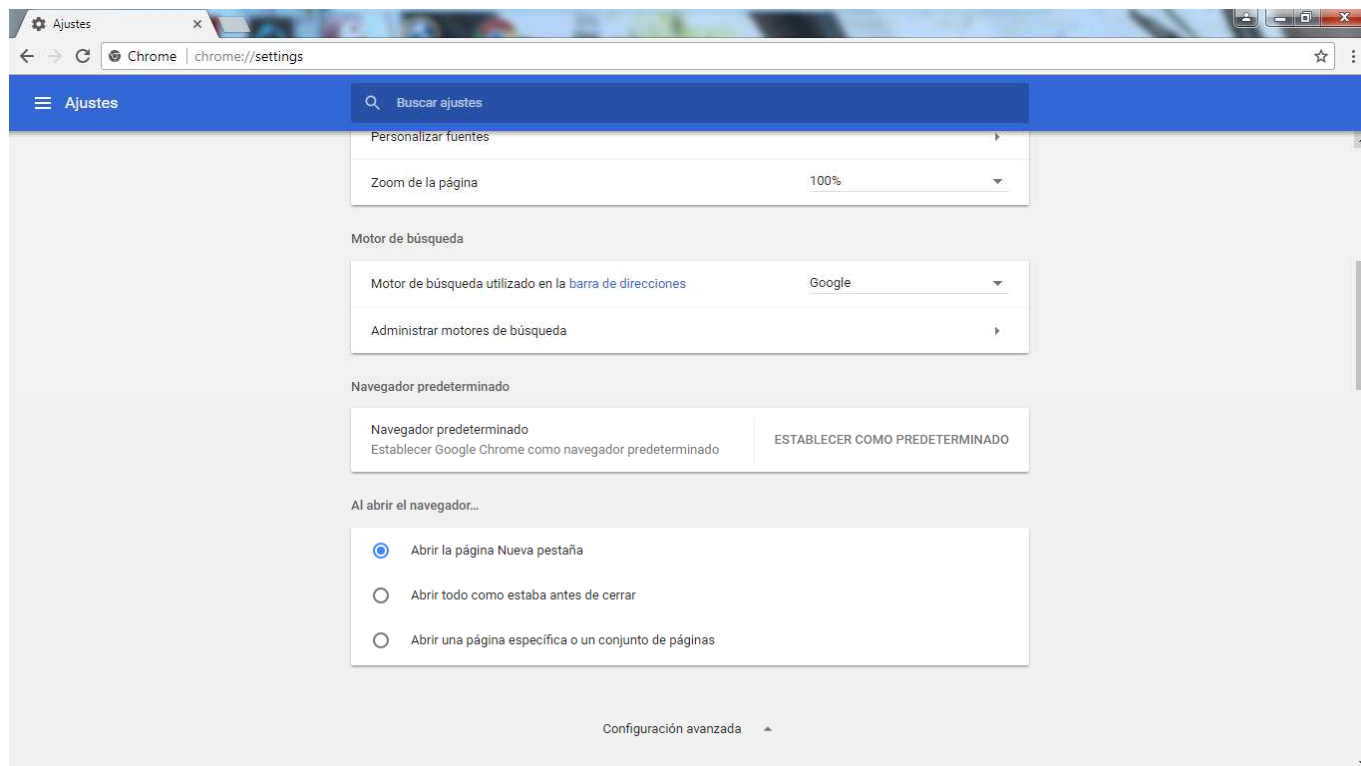 Ajustes
Chrome | chrome://settings
Ajustes
Buscar ajustes
Personalizar fuentes
Zoom de la página
100%
Motor de búsqueda
Motor de búsqueda utilizado en la barra de direcciones
Google
Administrar motores de búsqueda
Navegador predeterminado
Navegador predeterminado
Establecer Google Chrome como navegador predeterminado
ESTABLECER COMO PREDETERMINADO
Al abrir el navegador...
Abrir la página Nueva pestaña
Abrir todo como estaba antes de cerrar
Abrir una página específica o un conjunto de páginas
Configuración avanzada